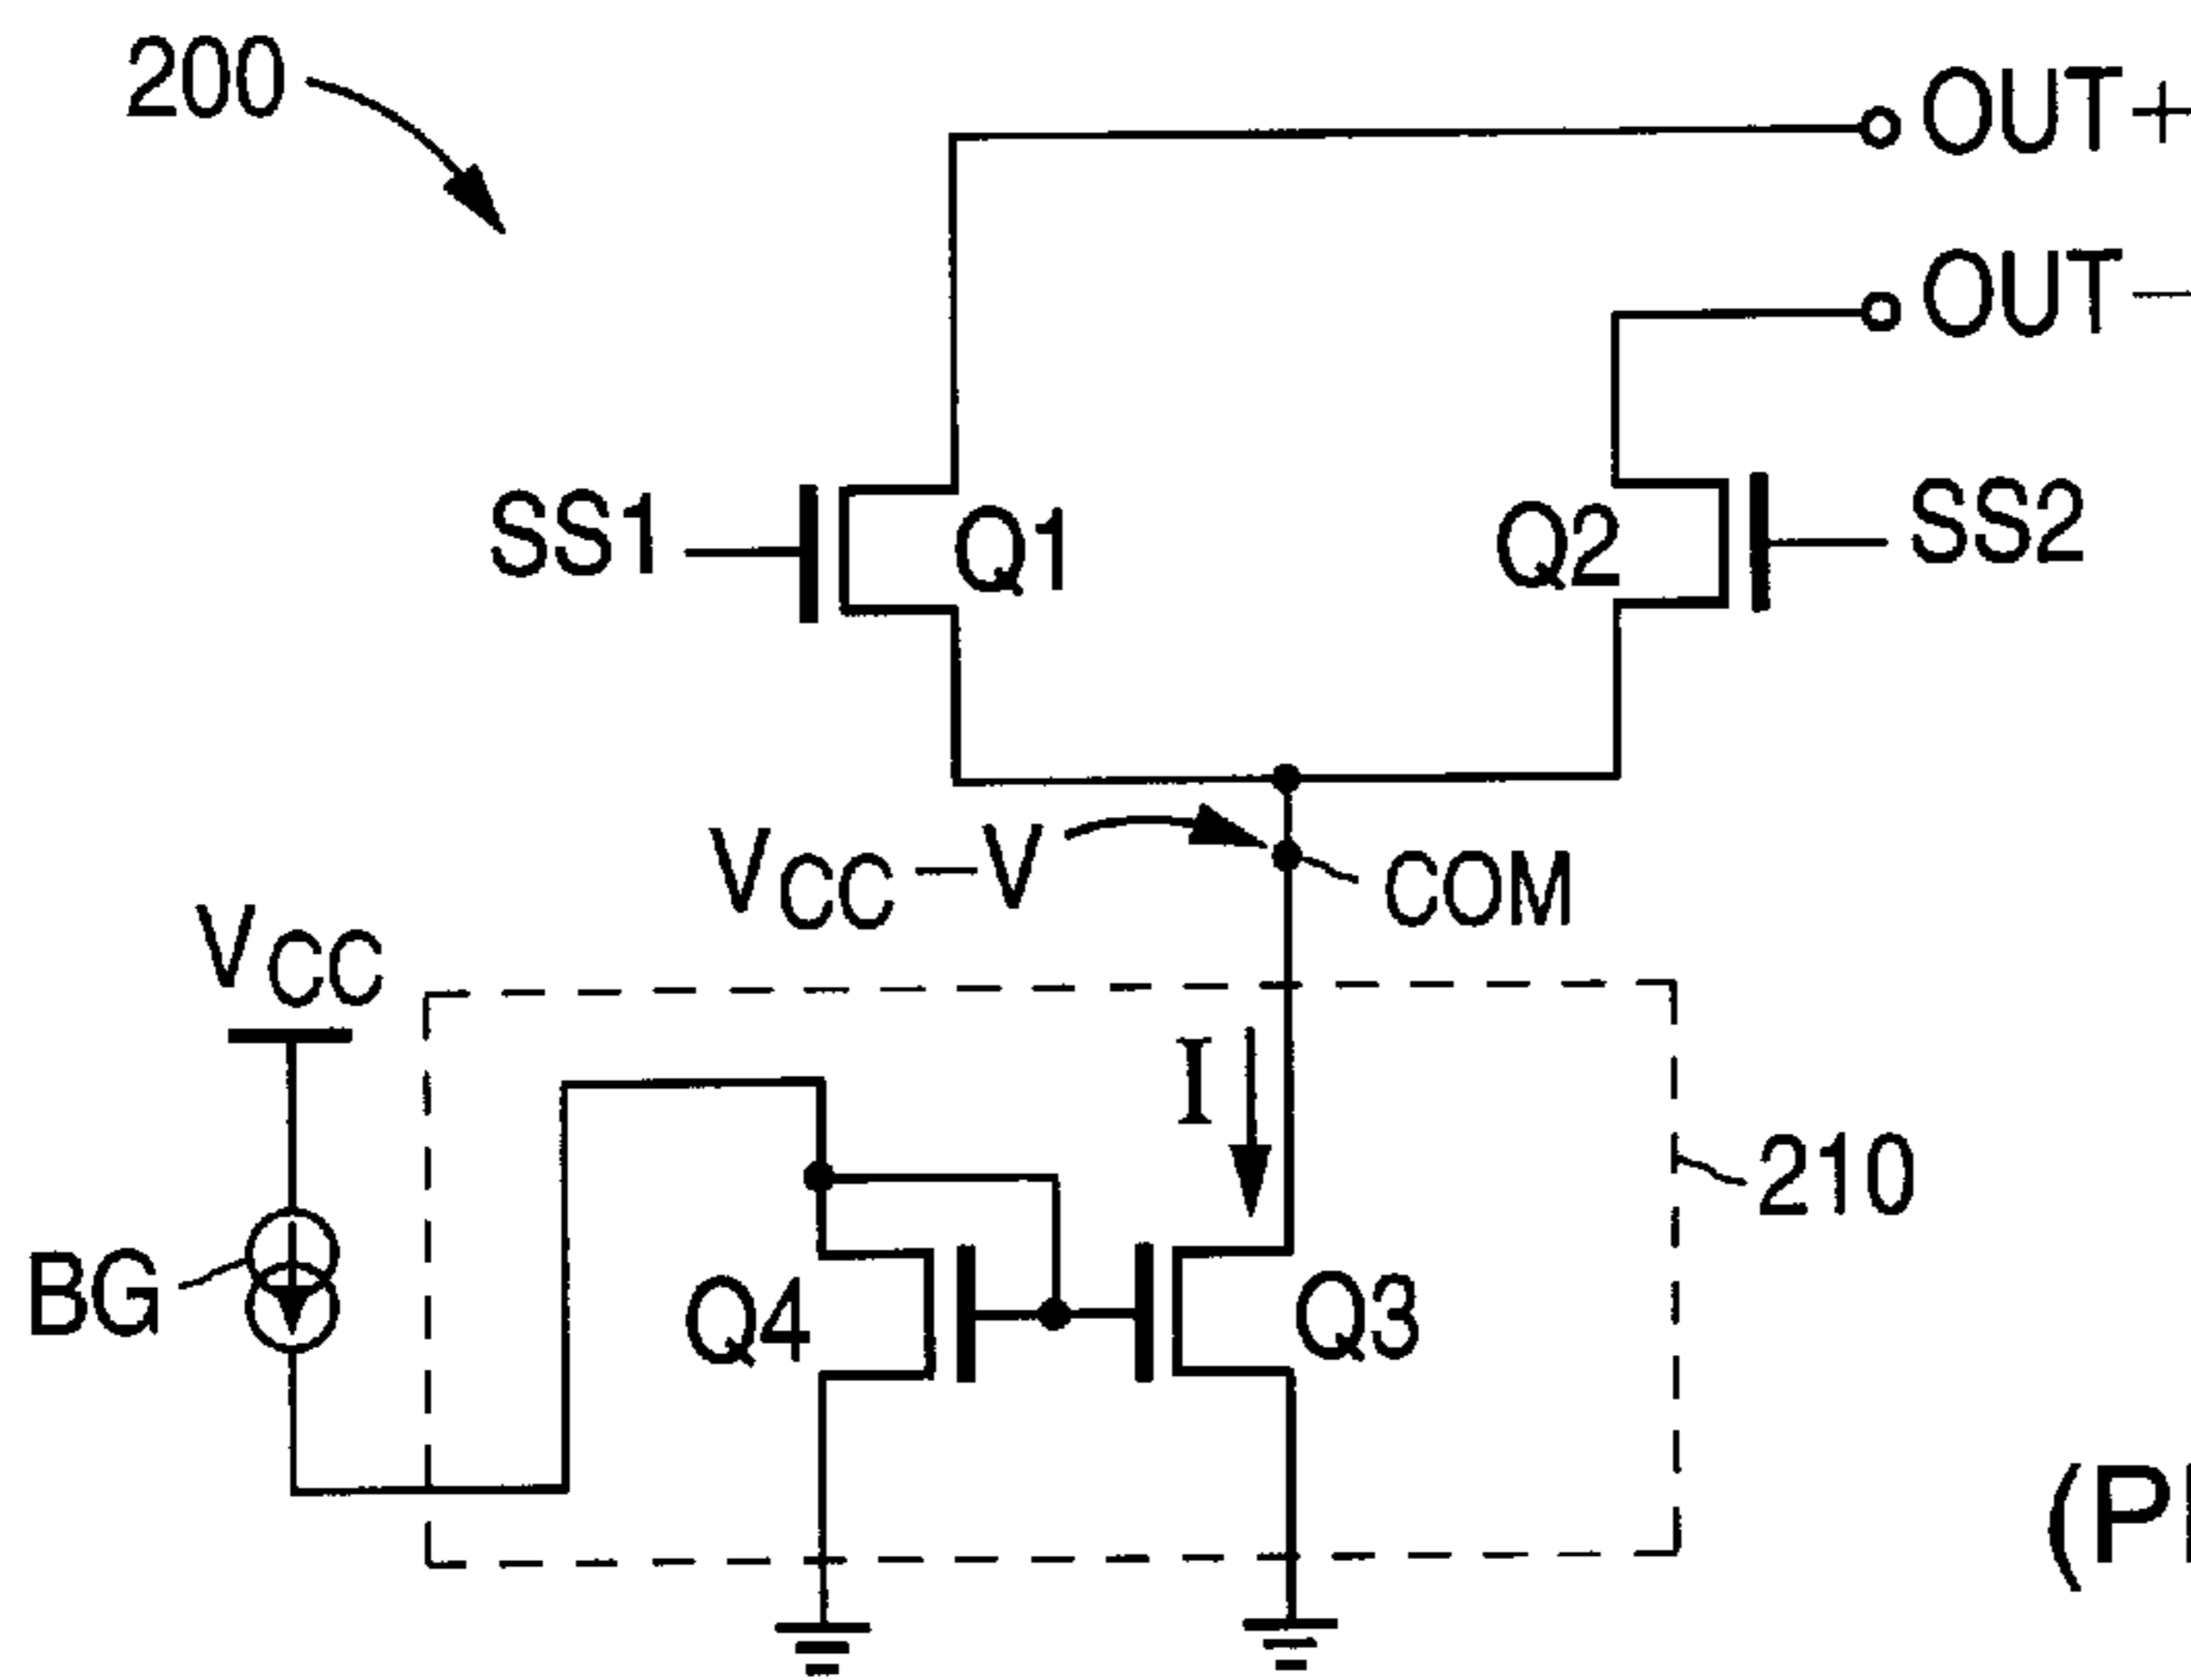 200
OUT+
OUT−
SS1
Q1
Q2
SS2
VCC−V
COM
VCC
I
210
BG
Q4
Q3